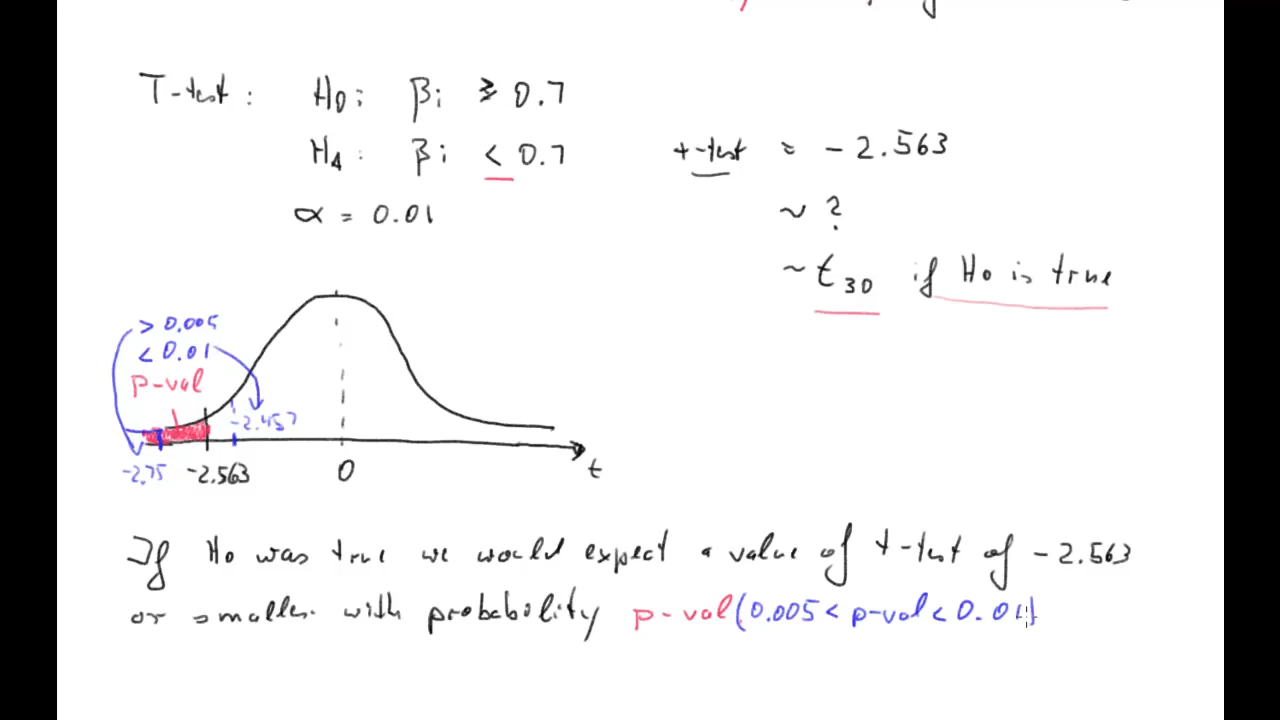 T-test: H0: βi ≥ 0.7
HA: βi < 0.7
α = 0.01
t-test = -2.563
~ ?
~ t30 if H0 is true
> 0.005
< 0.01
p-val
-2.457
-2.75 -2.563 0 t
If H0 was true we would expect a value of t-test of -2.563
or smaller with probability p-val (0.005 < p-val < 0.01)